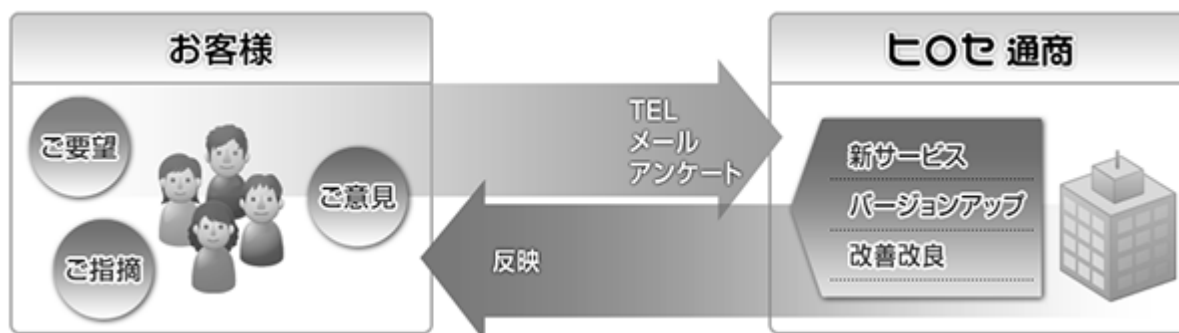 お客様
ご要望
ご意見
ご指摘
TEL
メール
アンケート
反映
ヒロセ 通商
新サービス
バージョンアップ
改善改良